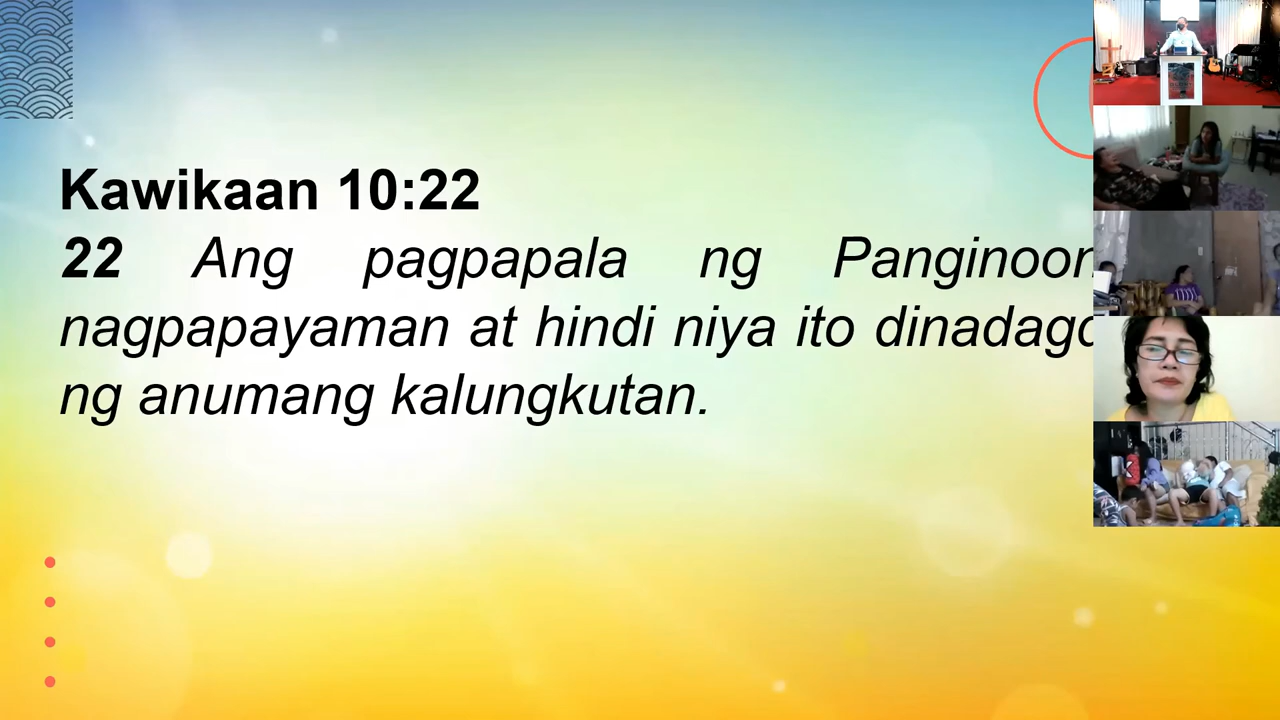 Kawikaan 10:22
22 Ang pagpapala ng Panginoon
nagpapayaman at hindi niya ito
ng anumang kalungkutan.